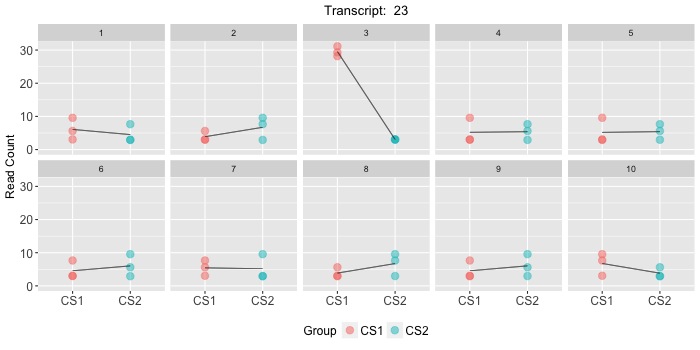 Transcript: 23
1 2 3 4 5
30
20
10
0
Read Count
6 7 8 9 10
30
20
10
0
CS1 CS2 CS1 CS2 CS1 CS2 CS1 CS2 CS1 CS2
Group CS1 CS2